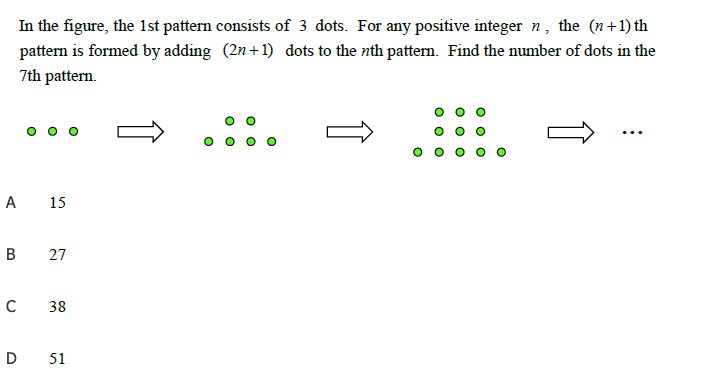 In the figure, the 1st pattern consists of 3 dots. For any positive integer n, the (n+1)th
pattern is formed by adding (2n+1) dots to the nth pattern. Find the number of dots in the
7th pattern.
...
A 15
B 27
C 38
D 51